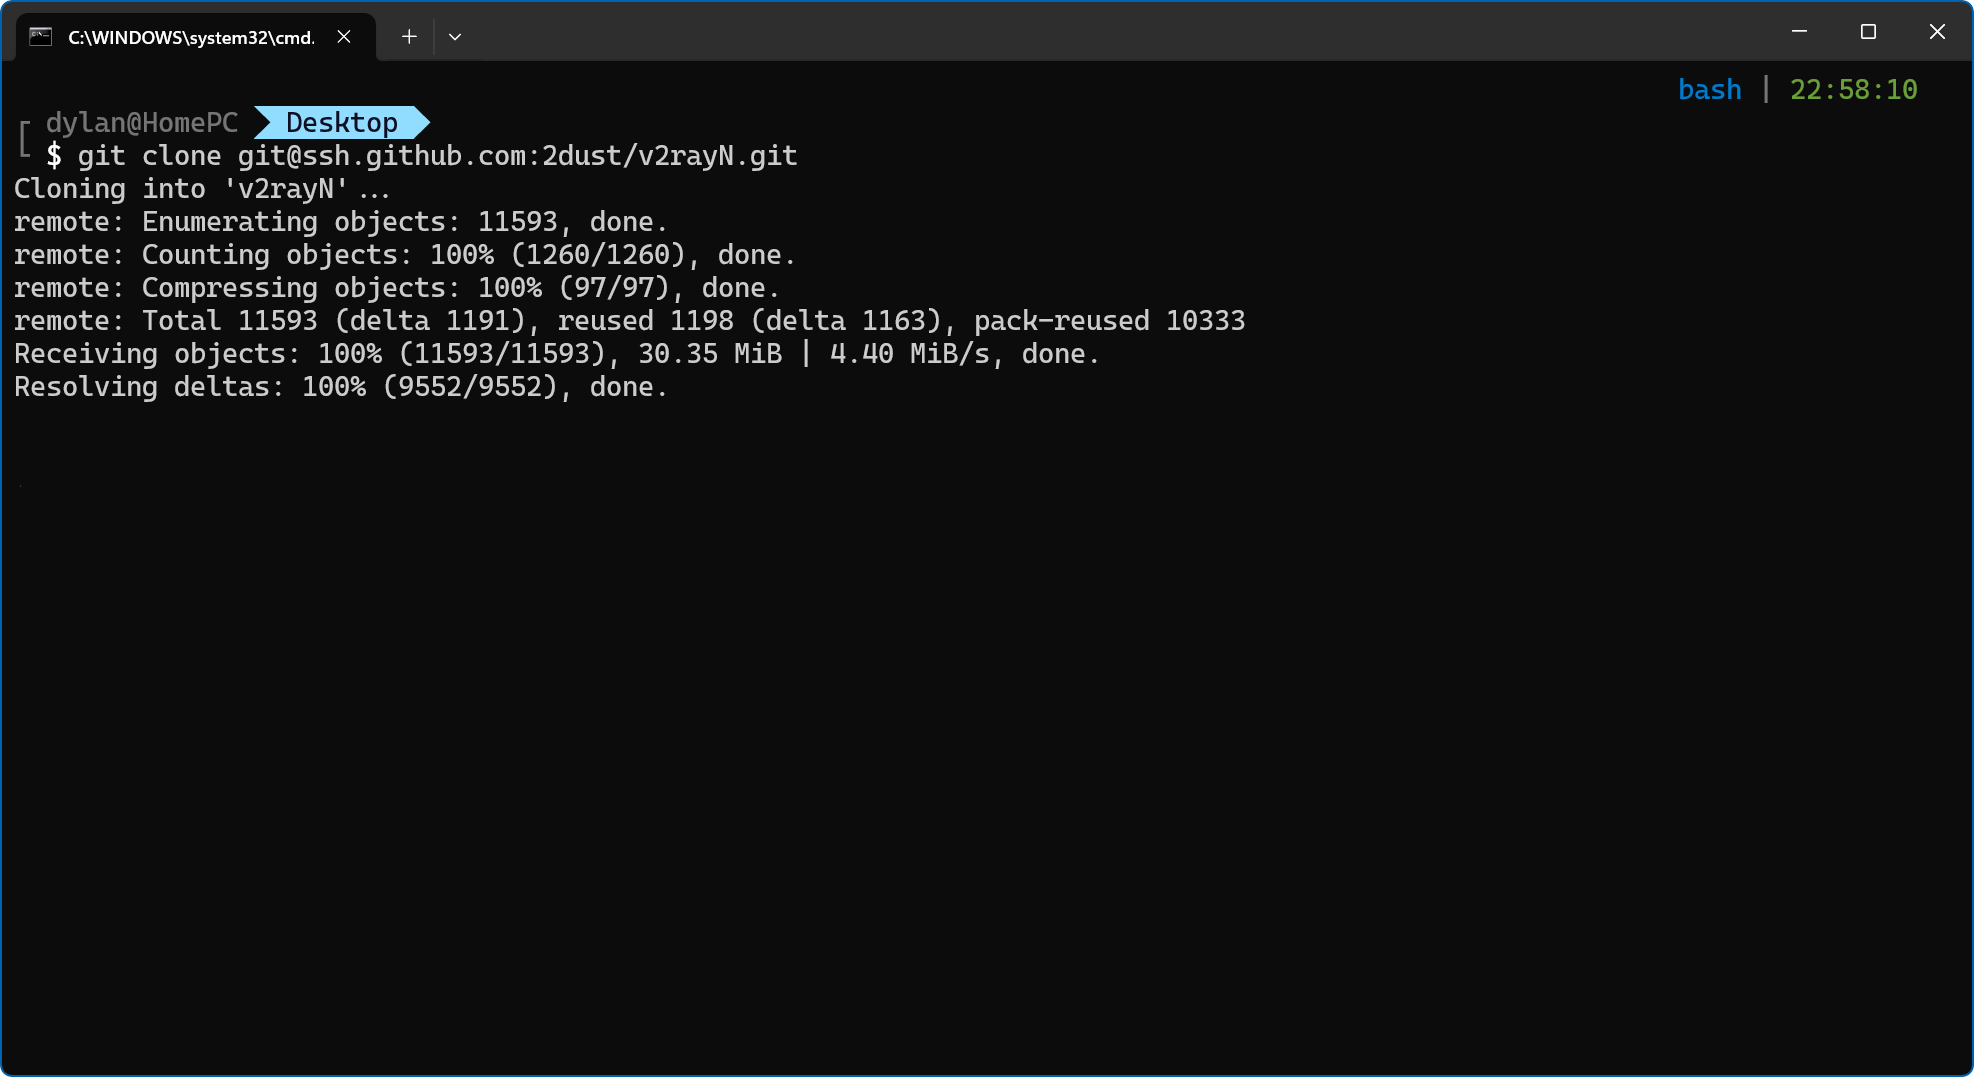 C:\WINDOWS\system32\cmd.
bash | 22:58:10
dylan@HomePC Desktop
$ git clone git@ssh.github.com:2dust/v2rayN.git
Cloning into 'v2rayN'...
remote: Enumerating objects: 11593, done.
remote: Counting objects: 100% (1260/1260), done.
remote: Compressing objects: 100% (97/97), done.
remote: Total 11593 (delta 1191), reused 1198 (delta 1163), pack-reused 10333
Receiving objects: 100% (11593/11593), 30.35 MiB | 4.40 MiB/s, done.
Resolving deltas: 100% (9552/9552), done.